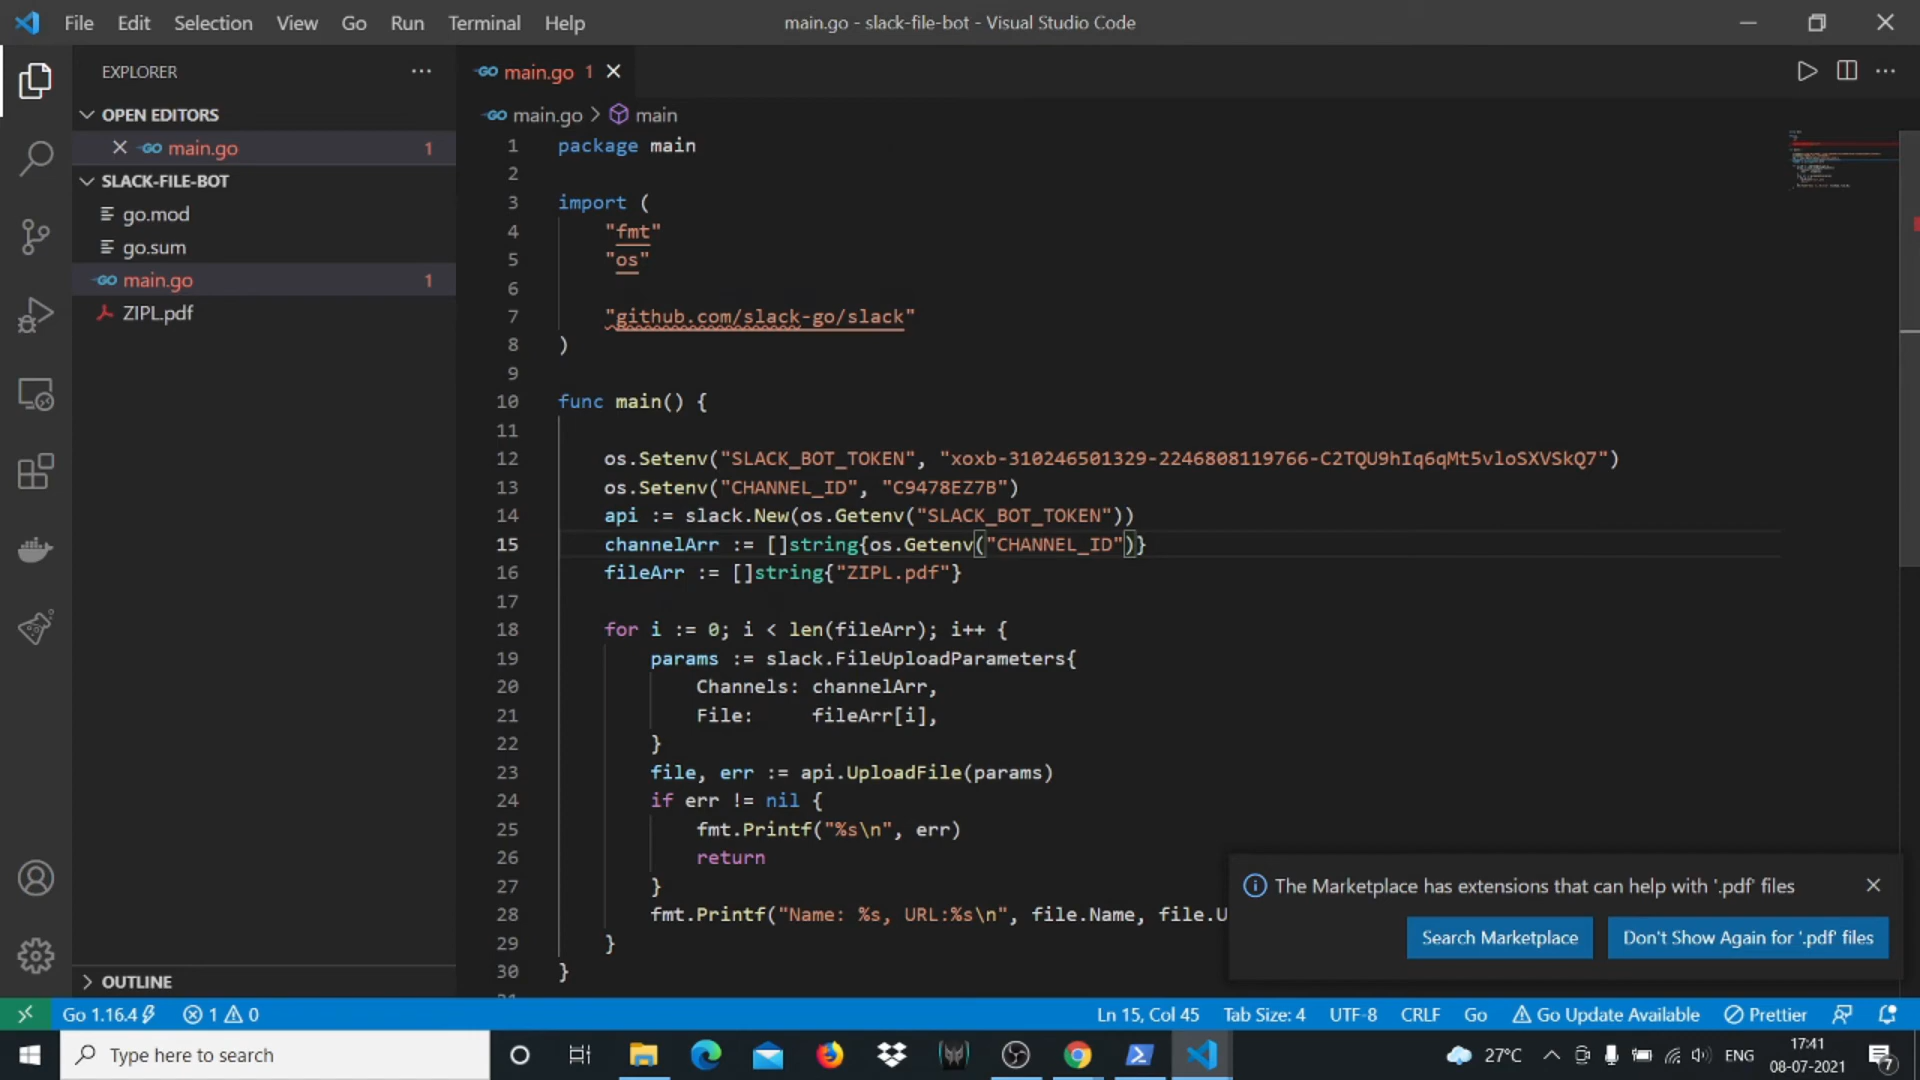 File Edit Selection View Go Run Terminal Help
main.go - slack-file-bot - Visual Studio Code
EXPLORER
OPEN EDITORS
main.go 1
SLACK-FILE-BOT
go.mod
go.sum
main.go 1
ZIPL.pdf
OUTLINE
main.go 1
main.go > main
1 package main
2
3 import (
4 "fmt"
5 "os"
6
7 "github.com/slack-go/slack"
8 )
9
10 func main() {
11
12 os.Setenv("SLACK_BOT_TOKEN", "xoxb-310246501329-2246808119766-C2TQU9hIq6qMt5vloSXVSkQ7")
13 os.Setenv("CHANNEL_ID", "C9478EZ7B")
14 api := slack.New(os.Getenv("SLACK_BOT_TOKEN"))
15 channelArr := []string{os.Getenv("CHANNEL_ID")}
16 fileArr := []string{"ZIPL.pdf"}
17
18 for i := 0; i < len(fileArr); i++ {
19 params := slack.FileUploadParameters{
20 Channels: channelArr,
21 File: fileArr[i],
22 }
23 file, err := api.UploadFile(params)
24 if err != nil {
25 fmt.Printf("%s\n", err)
26 return
27 }
28 fmt.Printf("Name: %s, URL:%s\n", file.Name, file.U
29 }
30 }
The Marketplace has extensions that can help with '.pdf' files
Search Marketplace
Don't Show Again for '.pdf' files
Go 1.16.4 1 0
Ln 15, Col 45 Tab Size: 4 UTF-8 CRLF Go Go Update Available Prettier
Type here to search
27°C ENG
17:41
08-07-2021
7